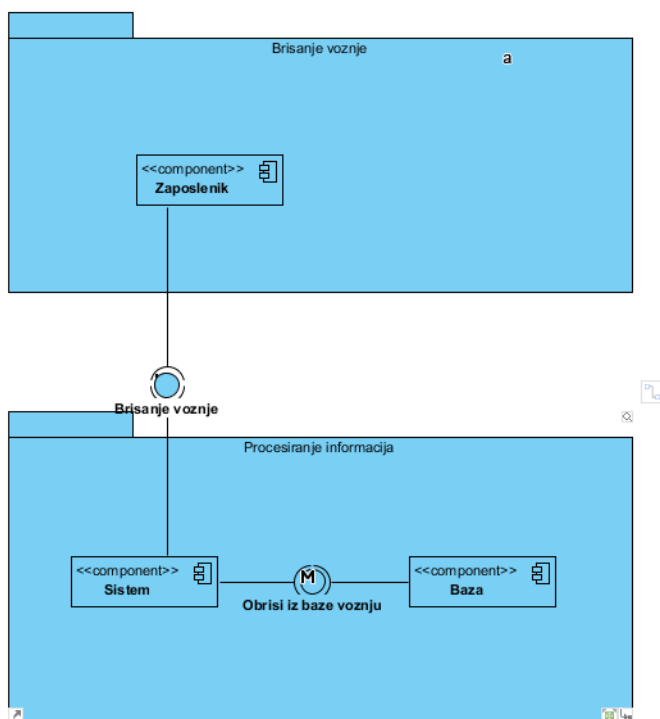 Brisanje voznje
a
<<component>>
Zaposlenik
Brisanje voznje
Procesiranje informacija
<<component>>
Sistem
M
Obrisi iz baze voznju
<<component>>
Baza